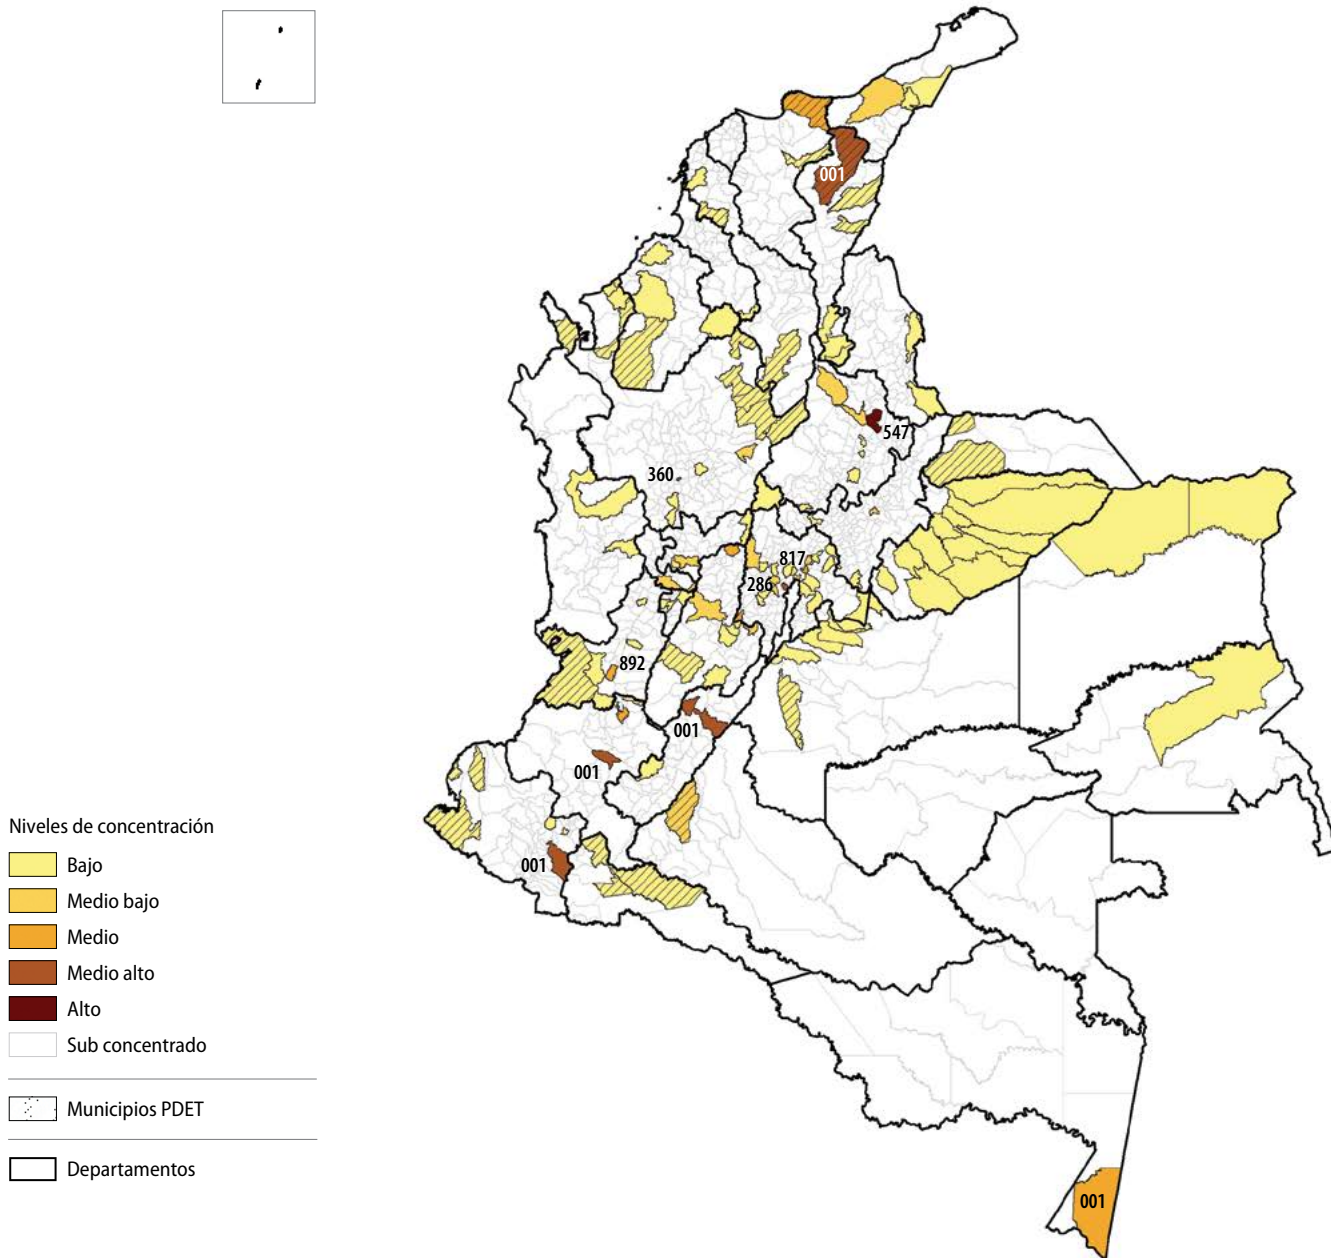 001
547
360
817
286
892
001
001
001
Niveles de concentración
Bajo
Medio bajo
Medio
Medio alto
Alto
Sub concentrado
Municipios PDET
Departamentos
001